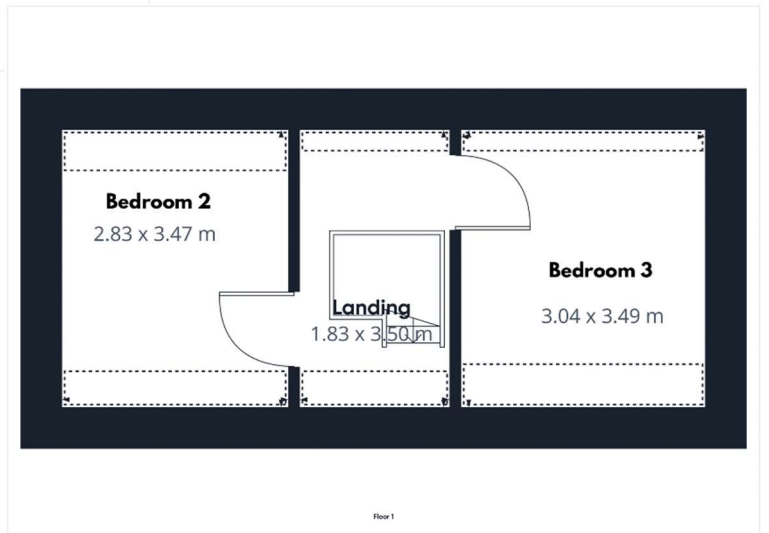 Bedroom 2
2.83 x 3.47 m
Bedroom 3
Landing
3.04 x 3.49 m
1.83 x 3.50 m
Floor 1